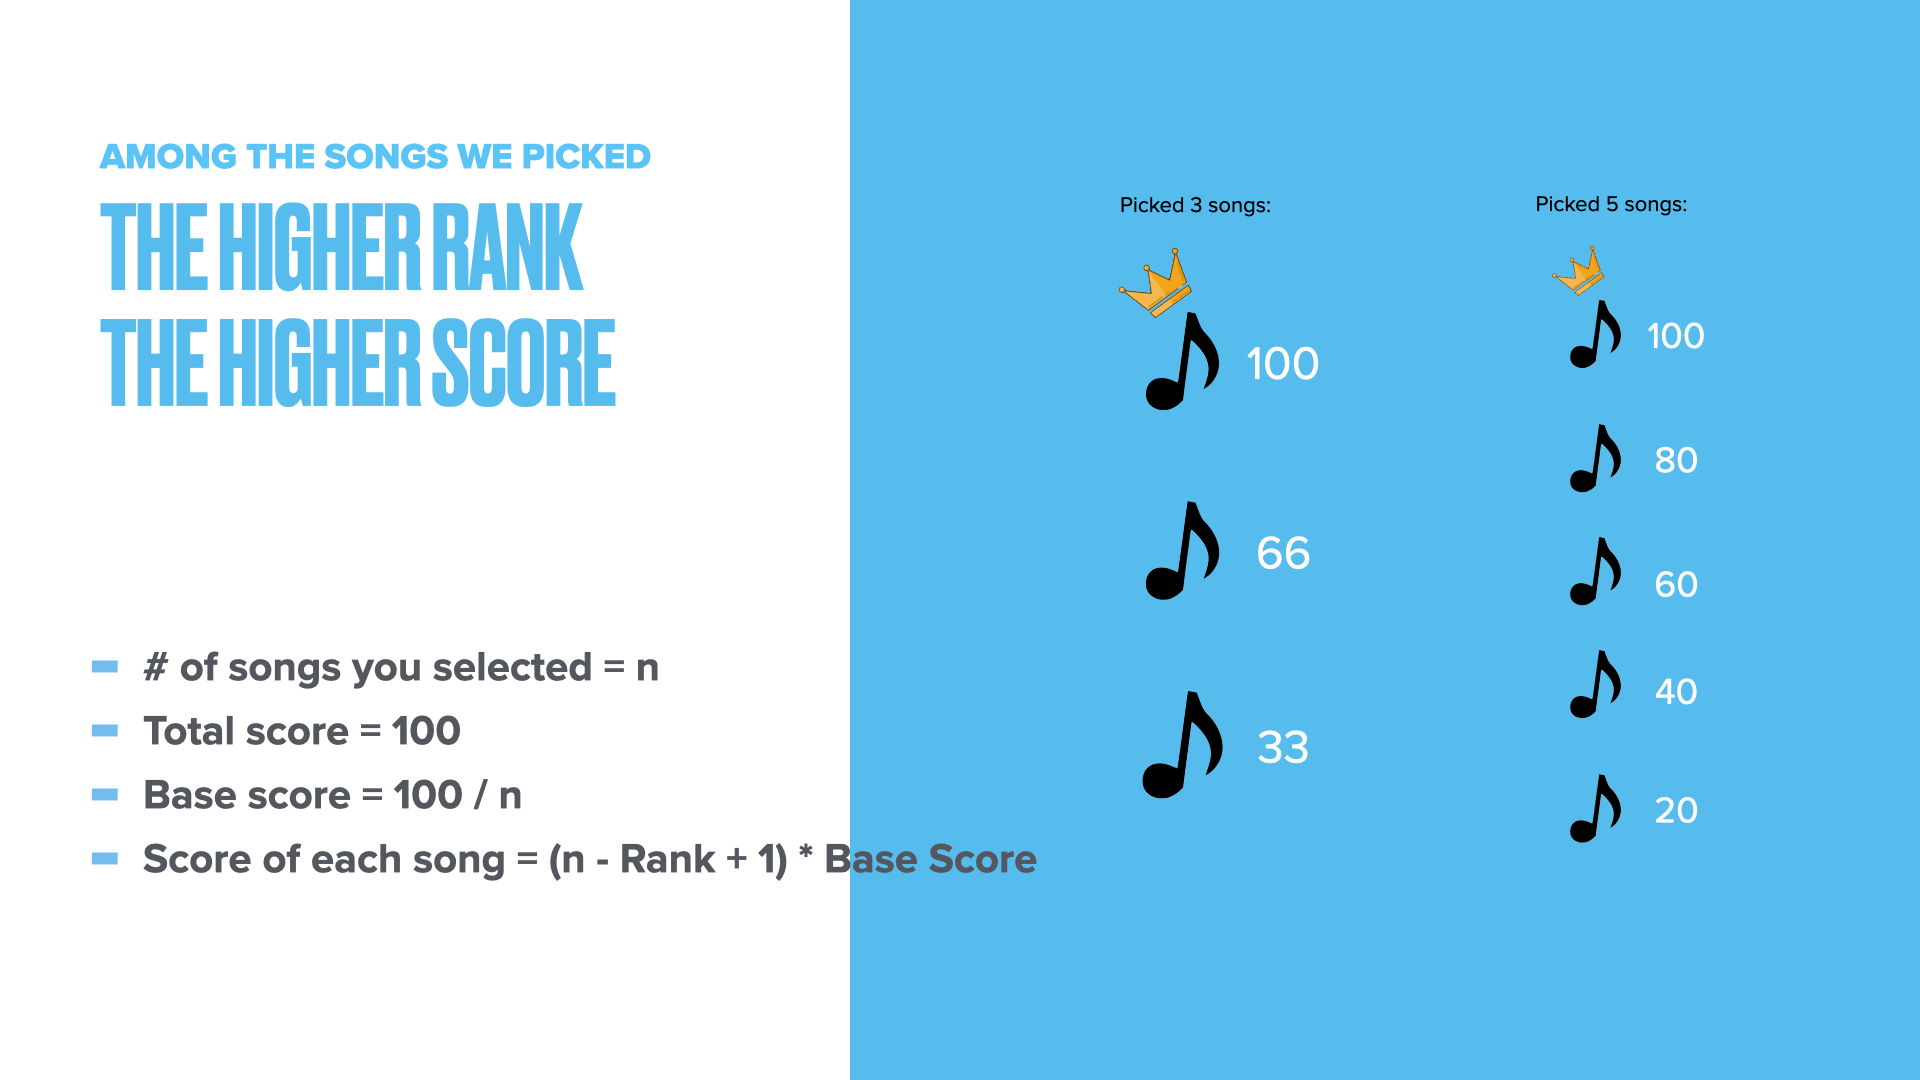 AMONG THE SONGS WE PICKED
THE HIGHER RANK
THE HIGHER SCORE
# of songs you selected = n
Total score = 100
Base score = 100 / n
Score of each song = (n - Rank + 1) * Base Score
Picked 3 songs:
100
66
33
Picked 5 songs:
100
80
60
40
20